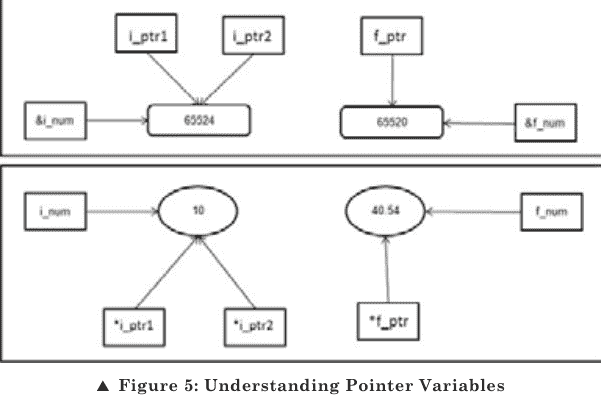 i_ptr1
i_ptr2
f_ptr
&i_num
65524
65520
&f_num
i_num
10
40.54
f_num
*i_ptr1
*i_ptr2
*f_ptr
▲ Figure 5: Understanding Pointer Variables